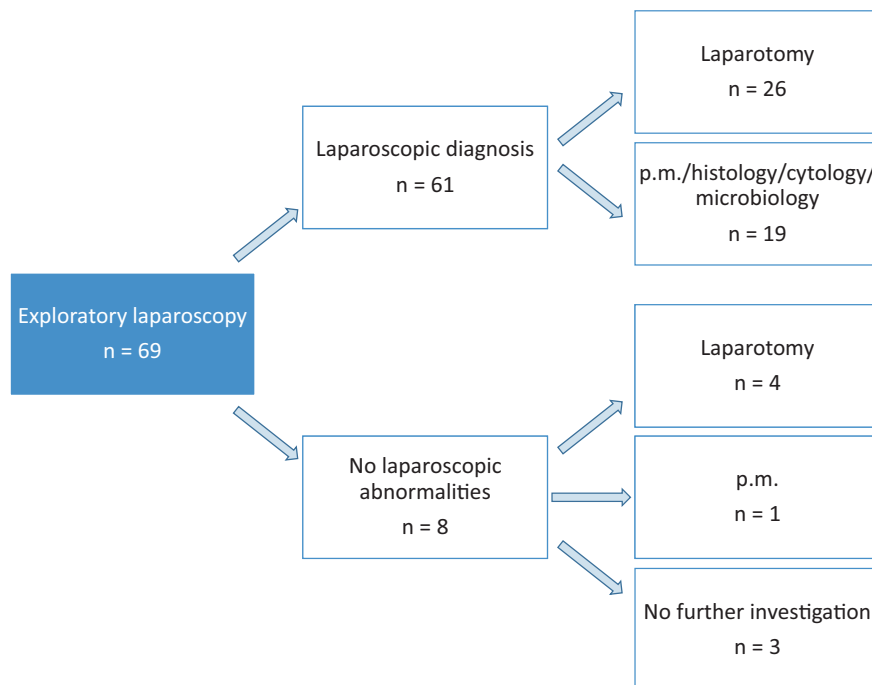 Exploratory laparoscopy
n = 69
Laparoscopic diagnosis
n = 61
Laparotomy
n = 26
p.m./histology/cytology/
microbiology
n = 19
No laparoscopic
abnormalities
n = 8
Laparotomy
n = 4
p.m.
n = 1
No further investigation
n = 3